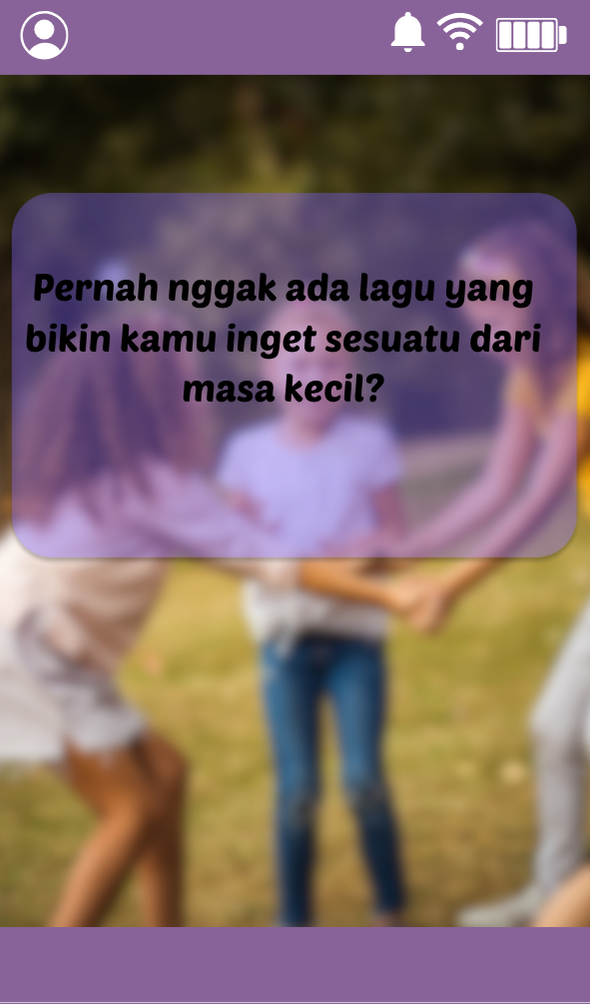 Pernah nggak ada lagu yang
bikin kamu inget sesuatu dari
masa kecil?